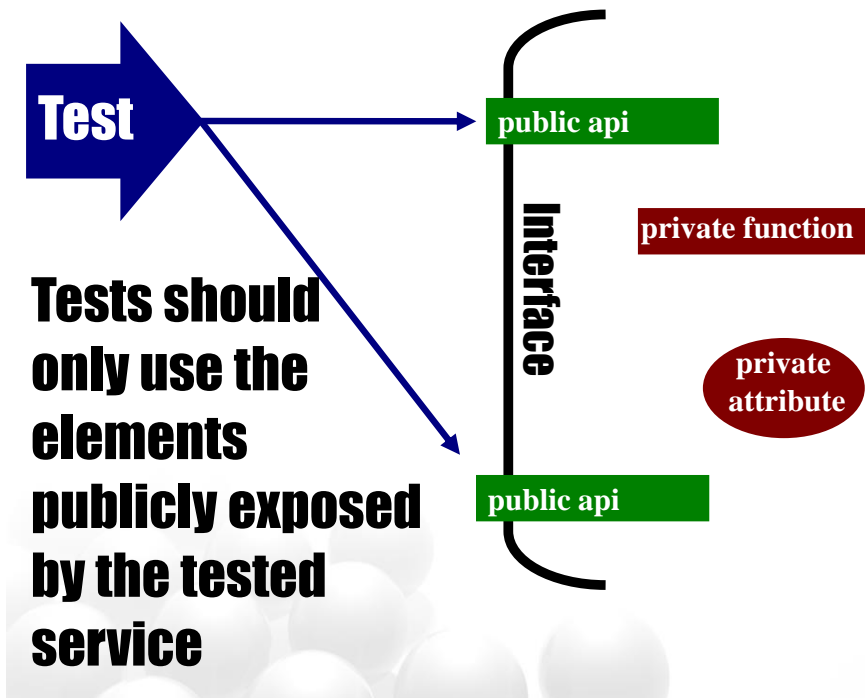 Test
public api
Interface
private function
private
attribute
public api
Tests should
only use the
elements
publicly exposed
by the tested
service